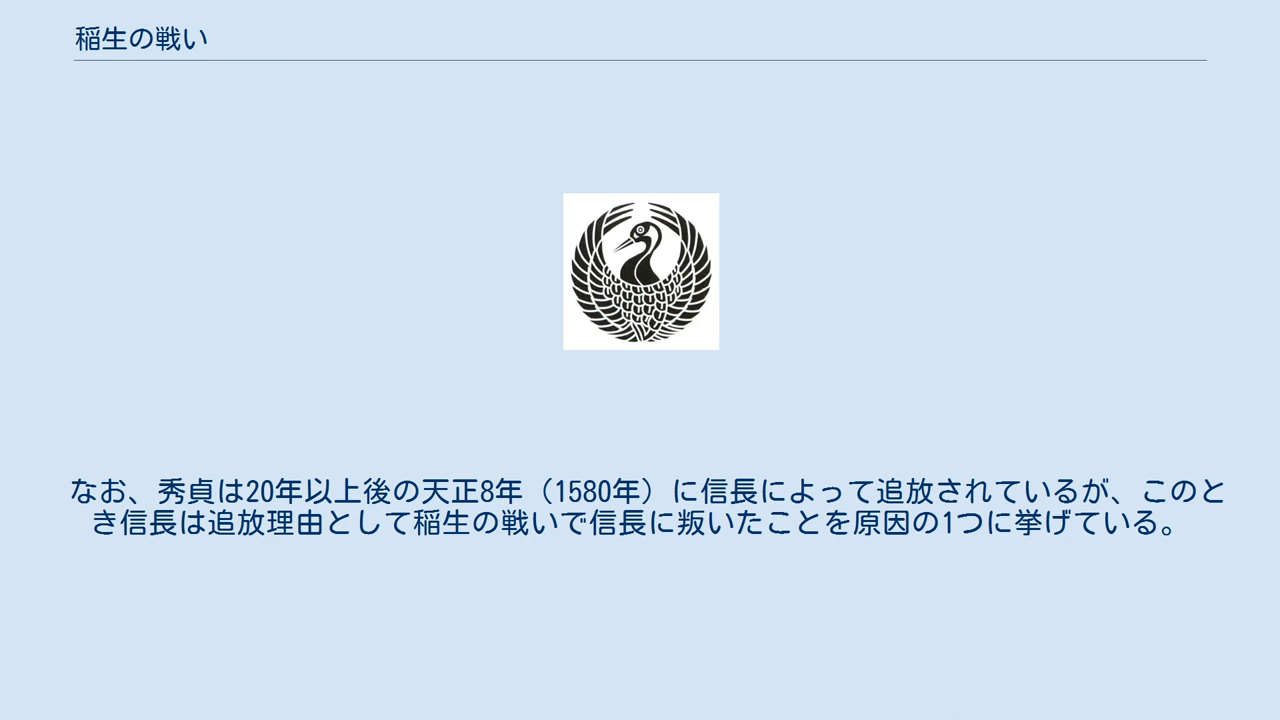 稲生の戦い
なお、秀貞は20年以上後の天正8年（1580年）に信長によって追放されているが、このと
き信長は追放理由として稲生の戦いで信長に叛いたことを原因の1つに挙げている。